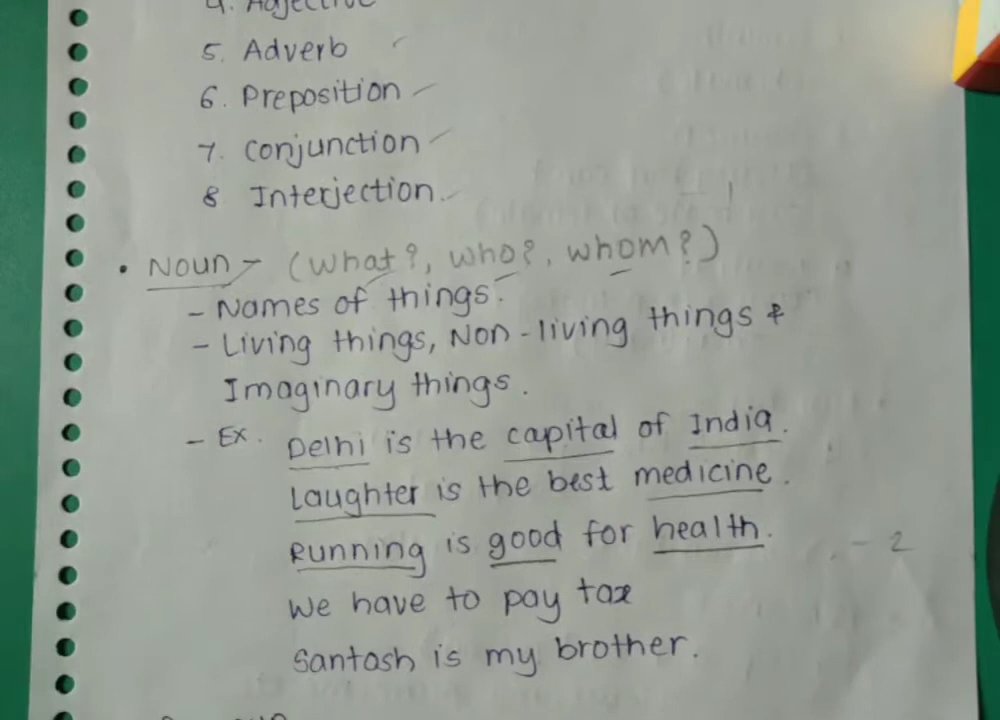 4. Adjective
5. Adverb
6. Preposition
7. Conjunction
8 Interjection.
• Noun - (what?, who?, whom?)
- Names of things.
- Living things, Non-living things &
Imaginary things.
- Ex. Delhi is the capital of India.
Laughter is the best medicine.
Running is good for health.
- 2
We have to pay tax
Santosh is my brother.